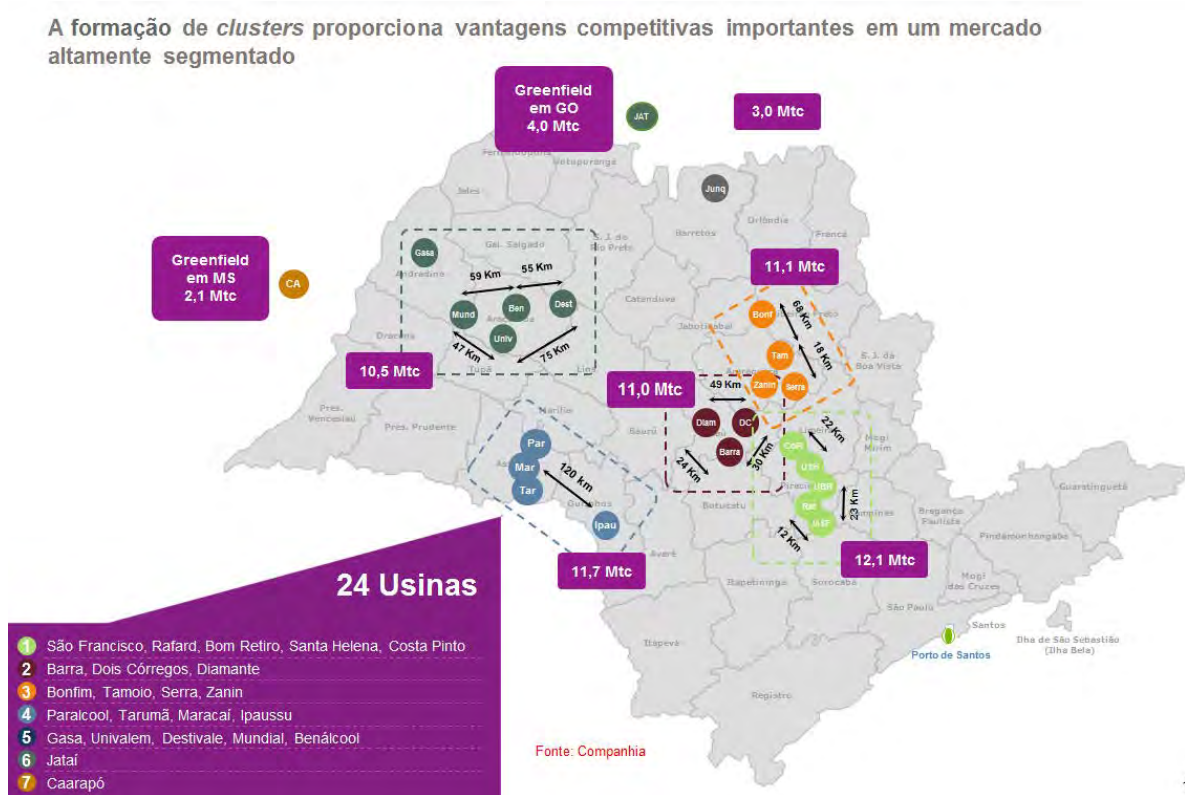 A formação de clusters proporciona vantagens competitivas importantes em um mercado
altamente segmentado
Greenfield
em GO
4,0 Mtc
JAT
3,0 Mtc
Fernandópolis
Votuporanga
Jales
Junq
Barretos
Orlândia
Franca
Gal. Salgado
S. J. do
Rio Preto
Gasa
Andradina
59 Km
55 Km
Greenfield
em MS
2,1 Mtc
CA
11,1 Mtc
Mund
Ben
Dest
Univ
47 Km
75 Km
Catanduva
Jaboticabal
Bonf
Preto
68 Km
Tam
18 Km
S. J. da
Boa Vista
Dracena
Tupã
Lins
10,5 Mtc
11,0 Mtc
49 Km
Zanin
Serra
Pres.
Venceslau
Pres. Prudente
Marília
Bauru
Diam
DC
Barra
24 Km
30 Km
22 Km
Limeira
Mogi
Mirim
Par
Mar
Tar
120 km
Ourinhos
Ipau
CoPi
Raf
23 Km
12 Km
Campinas
Botucatu
Bragança
Paulista
Guaratinguetá
Pindamonhangaba
Avaré
11,7 Mtc
12,1 Mtc
Itapetininga
Sorocaba
Mogi
das Cruzes
São Paulo
Santos
Itapeva
Ilha de São Sebastião
(Ilha Bela)
Porto de Santos
Registro
24 Usinas
1 São Francisco, Rafard, Bom Retiro, Santa Helena, Costa Pinto
2 Barra, Dois Córregos, Diamante
3 Bonfim, Tamoio, Serra, Zanin
4 Paralcool, Tarumã, Maracaí, Ipaussu
5 Gasa, Univalem, Destivale, Mundial, Benálcool
6 Jataí
7 Caarapó
Fonte: Companhia